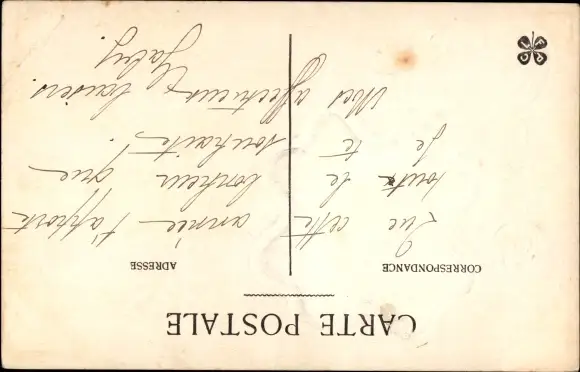 CARTE POSTALE
CORRESPONDANCE
ADRESSE
Que cette année t'apporte
tout le bonheur que
je te souhaite !
Mes affectueux baisers
Gaby.